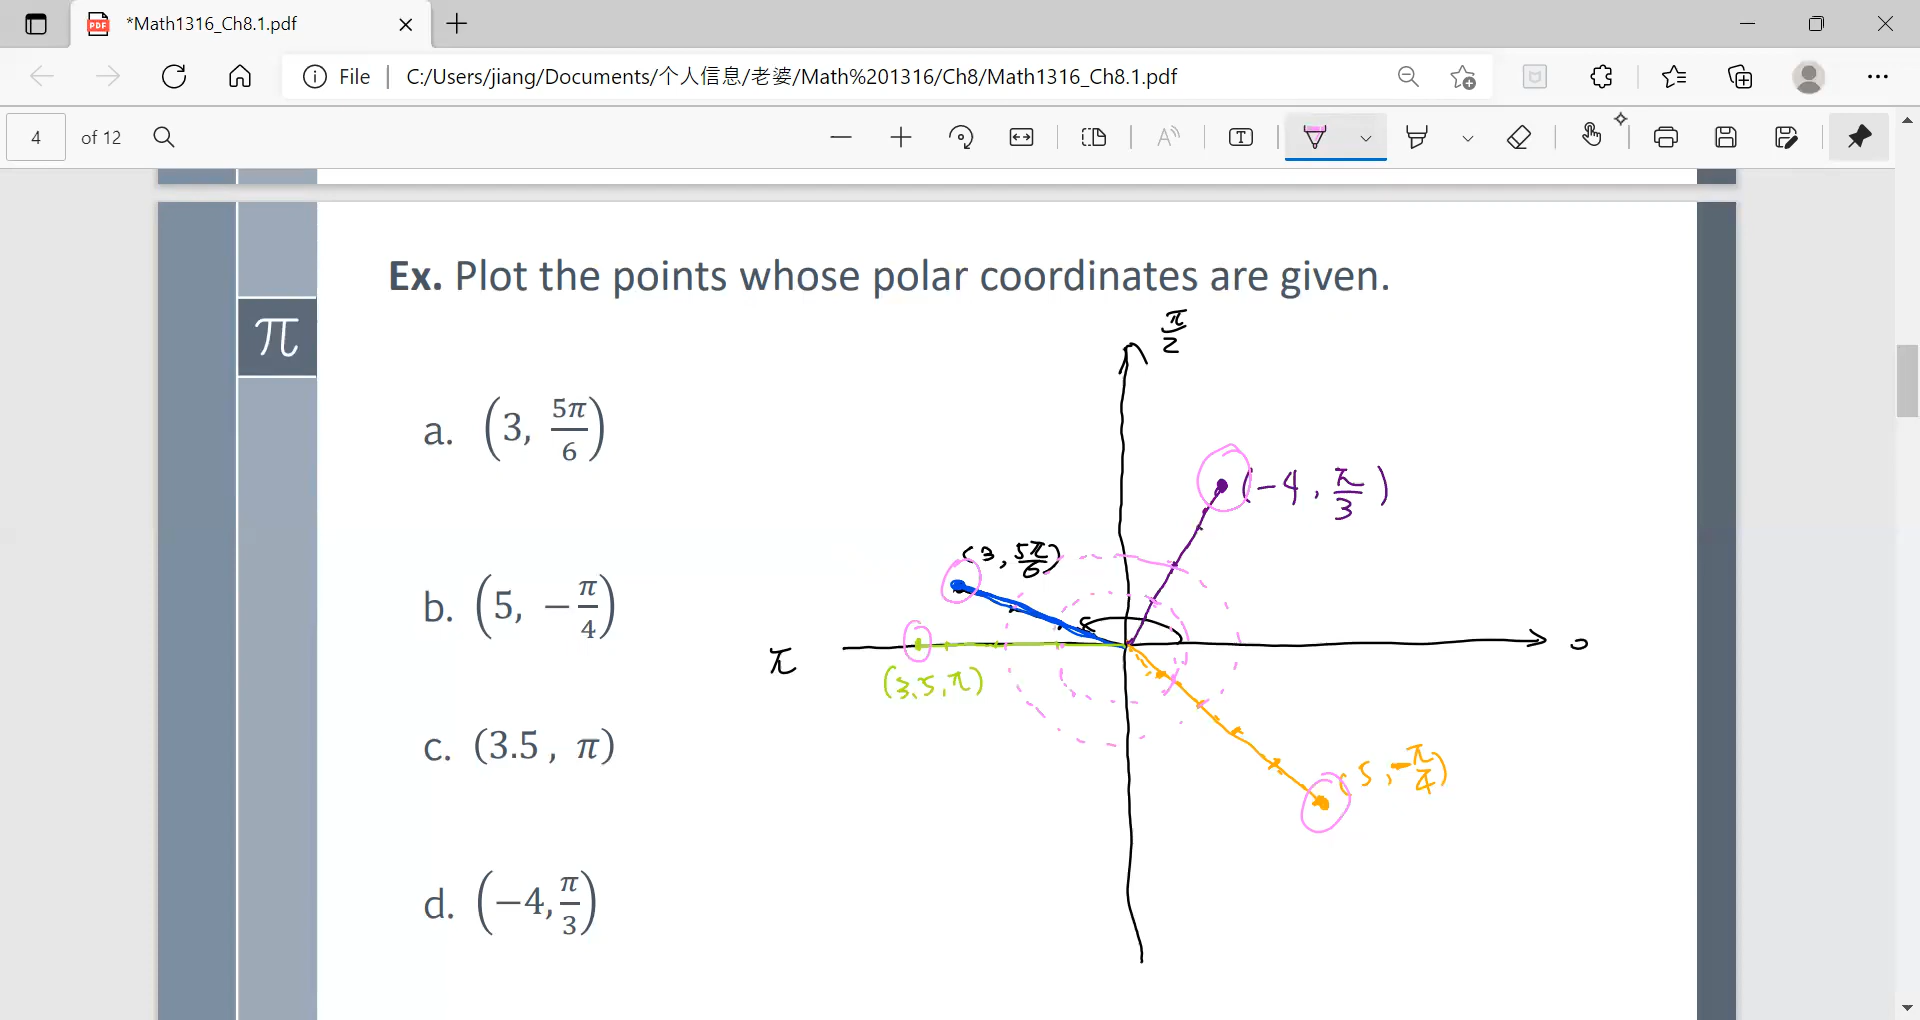 *Math1316_Ch8.1.pdf
File | C:/Users/jiang/Documents/个人信息/老婆/Math%201316/Ch8/Math1316_Ch8.1.pdf
4 of 12
π
Ex. Plot the points whose polar coordinates are given.
a. (3, 5π/6)
b. (5, −π/4)
c. (3.5 , π)
d. (−4, π/3)
π/2
(-4, π/3)
(3, 5π/6)
π
0
(3.5, π)
(5, -π/4)